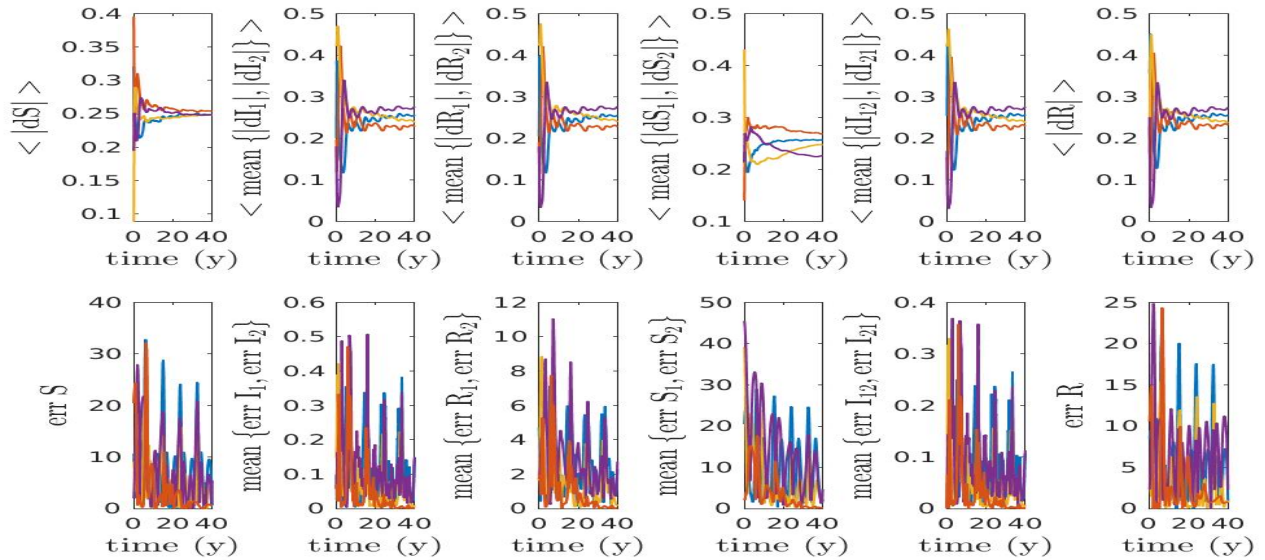 < |dS| >
0.4
0.35
0.3
0.25
0.2
0.15
0.1
0 20 40
time (y)
< mean {|dI₁|, |dI₂|} >
0.5
0.4
0.3
0.2
0.1
0
0 20 40
time (y)
< mean {|dR₁|, |dR₂|} >
0.5
0.4
0.3
0.2
0.1
0
0 20 40
time (y)
< mean {|dS₁|, |dS₂|} >
0.5
0.4
0.3
0.2
0.1
0 20 40
time (y)
< mean {|dI₁₂|, |dI₂₁|} >
0.5
0.4
0.3
0.2
0.1
0
0 20 40
time (y)
< |dR| >
0.5
0.4
0.3
0.2
0.1
0
0 20 40
time (y)
err S
40
30
20
10
0
0 20 40
time (y)
mean {err I₁, err I₂}
0.6
0.5
0.4
0.3
0.2
0.1
0
0 20 40
time (y)
mean {err R₁, err R₂}
12
10
8
6
4
2
0
0 20 40
time (y)
mean {err S₁, err S₂}
50
40
30
20
10
0
0 20 40
time (y)
mean {err I₁₂, err I₂₁}
0.4
0.3
0.2
0.1
0
0 20 40
time (y)
err R
25
20
15
10
5
0
0 20 40
time (y)